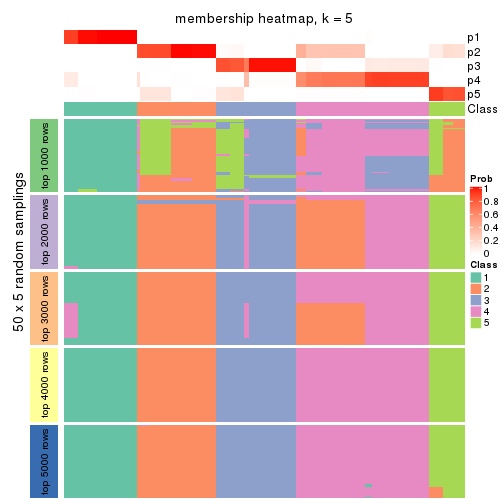 membership heatmap, k = 5
p1
p2
p3
p4
p5
Class
50 x 5 random samplings
top 1000 rows
top 2000 rows
top 3000 rows
top 4000 rows
top 5000 rows
Prob
1
0.8
0.6
0.4
0.2
0
Class
1
2
3
4
5